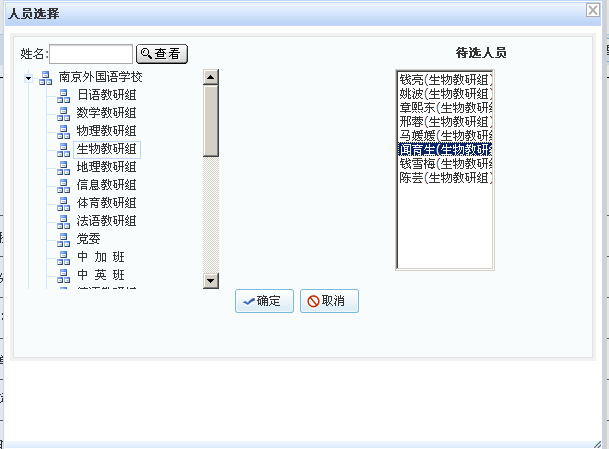 人员选择
姓名:
查看
待选人员
南京外国语学校
日语教研组
数学教研组
物理教研组
生物教研组
地理教研组
信息教研组
体育教研组
法语教研组
党委
中 加 班
中 英 班
钱亮(生物教研组)
姚波(生物教研组)
章熙东(生物教研组
邢蓉(生物教研组)
马媛媛(生物教研组
闻育生(生物教研组
钱雪梅(生物教研组
陈芸(生物教研组)
确定
取消